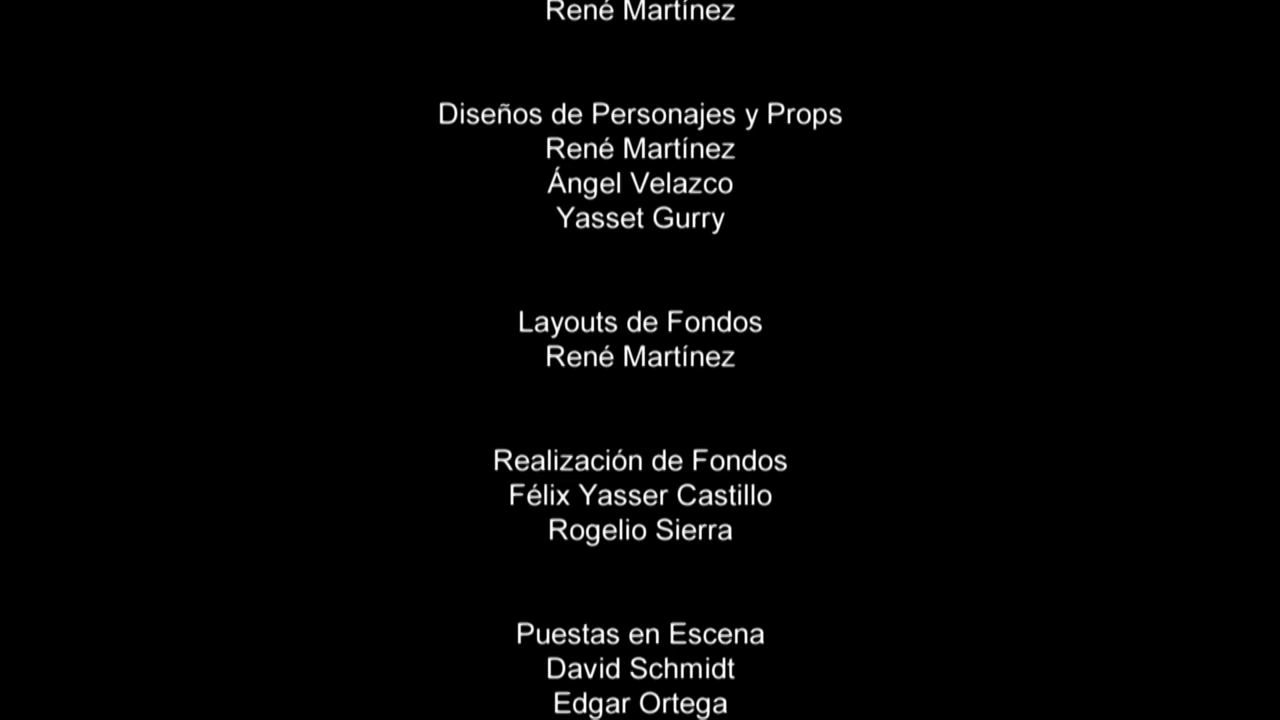 René Martínez
Diseños de Personajes y Props
René Martínez
Ángel Velazco
Yasset Gurry
Layouts de Fondos
René Martínez
Realización de Fondos
Félix Yasser Castillo
Rogelio Sierra
Puestas en Escena
David Schmidt
Edgar Ortega